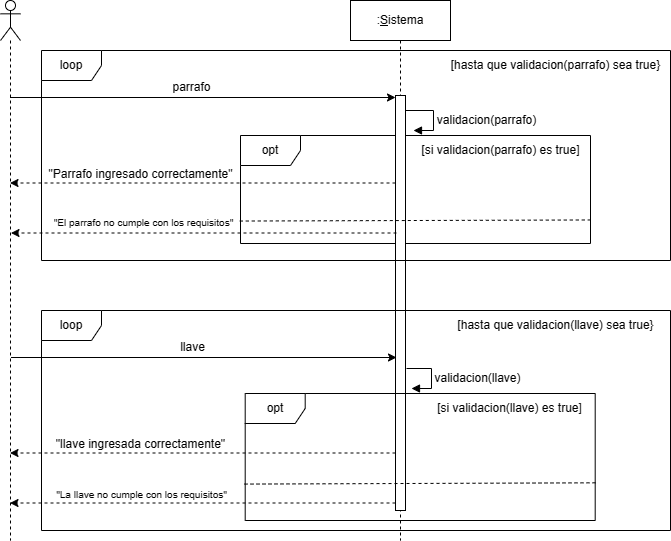 :Sistema
loop
[hasta que validacion(parrafo) sea true}
parrafo
validacion(parrafo)
opt
[si validacion(parrafo) es true]
"Parrafo ingresado correctamente"
"El parrafo no cumple con los requisitos"
loop
[hasta que validacion(llave) sea true}
llave
validacion(llave)
opt
[si validacion(llave) es true]
"llave ingresada correctamente"
"La llave no cumple con los requisitos"